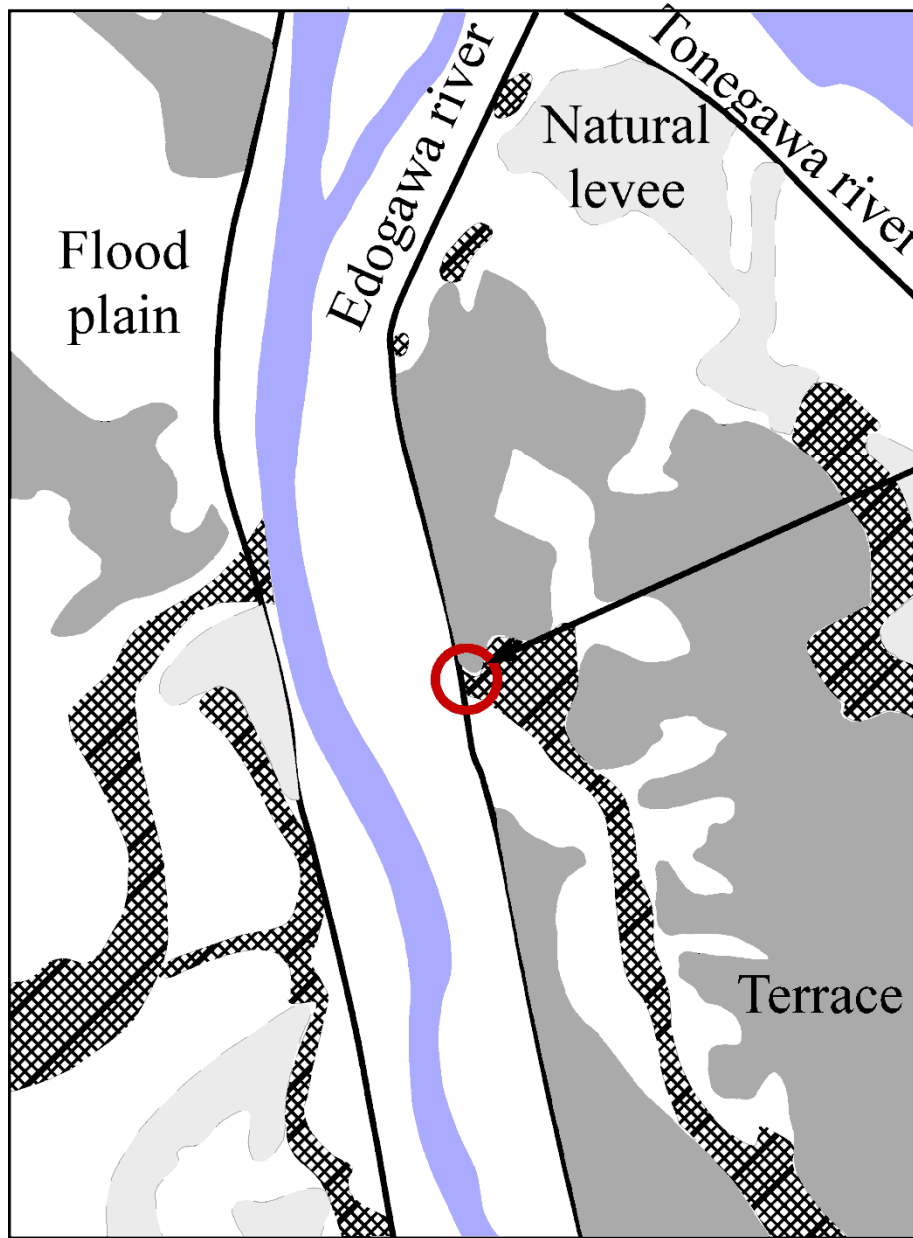 Tonegawa river
Edogawa river
Natural
levee
Flood
plain
Terrace